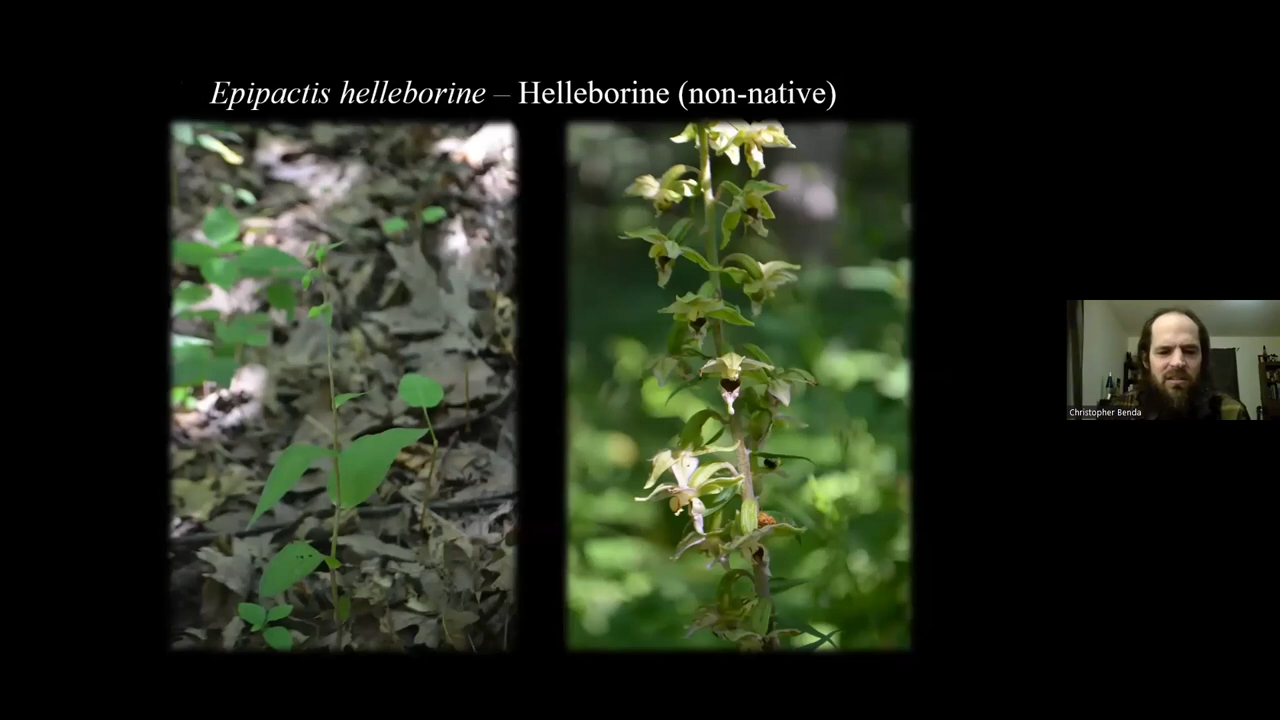 Epipactis helleborine – Helleborine (non-native)
Christopher Benda